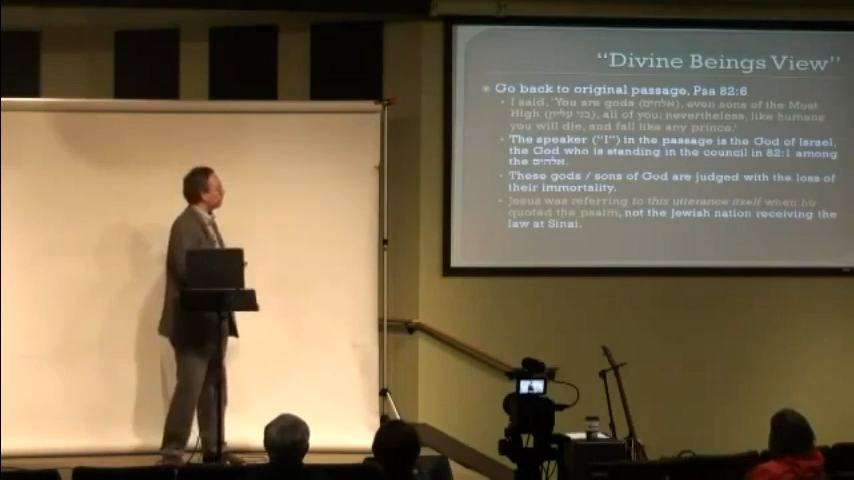 “Divine Beings View”
Go back to original passage, Psa 82:6
I said, ‘You are gods (אלהים), even sons of the Most
High (בני עליון), all of you; nevertheless, like humans
you will die, and fall like any prince.’
The speaker (“I”) in the passage is the God of Israel,
the God who is standing in the council in 82:1 among
the אלהים.
These gods / sons of God are judged with the loss of
their immortality.
Jesus was referring to this utterance itself when he
quoted the psalm, not the Jewish nation receiving the
law at Sinai.